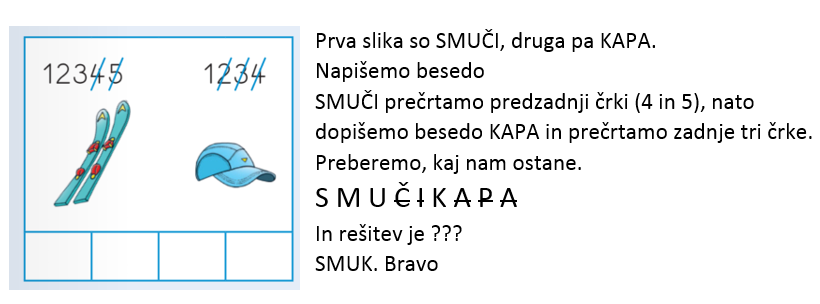 12345 1234
Prva slika so SMUČI, druga pa KAPA.
Napišemo besedo
SMUČI prečrtamo predzadnji črki (4 in 5), nato
dopišemo besedo KAPA in prečrtamo zadnje tri črke.
Preberemo, kaj nam ostane.
S M U Č I K A P A
In rešitev je ???
SMUK. Bravo